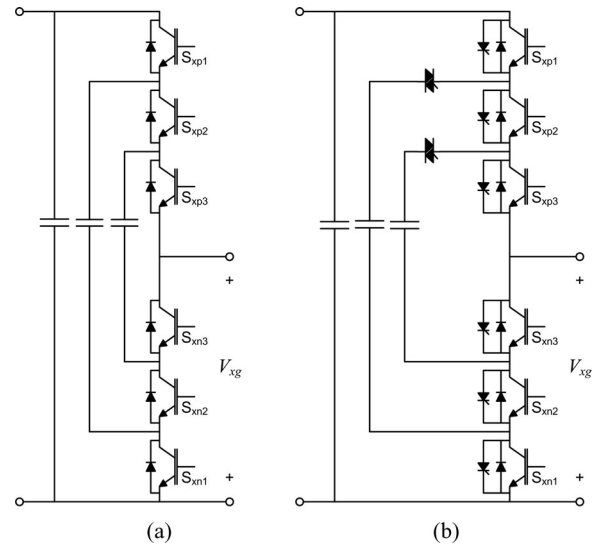 Sxp1
Sxp2
Sxp3
+
Sxn3
Vxg
Sxn2
+
Sxn1
(a)
Sxp1
Sxp2
Sxp3
+
Sxn3
Vxg
Sxn2
+
Sxn1
(b)